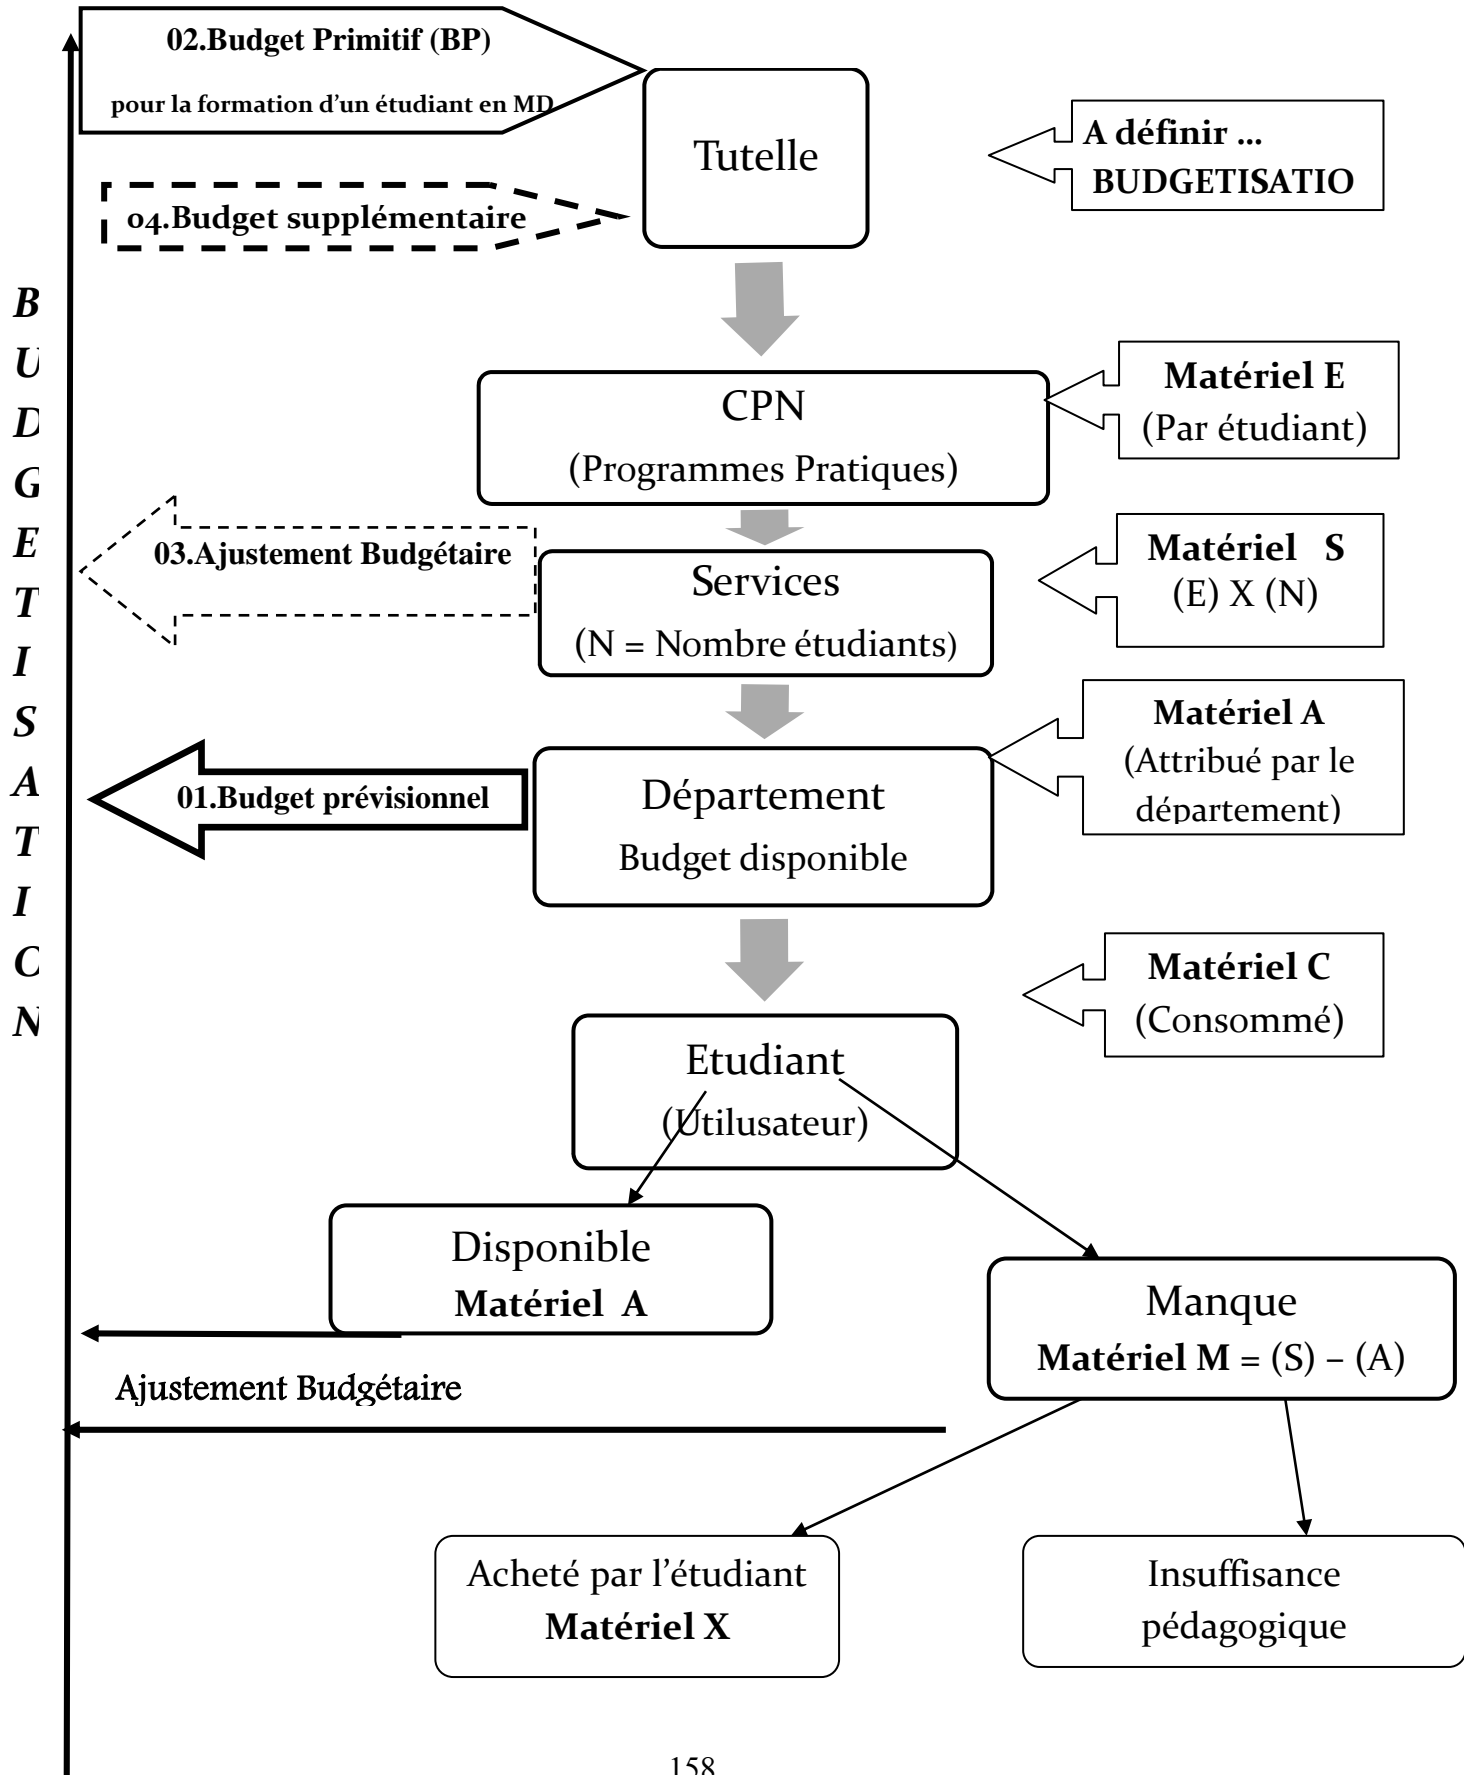 02.Budget Primitif (BP)
pour la formation d’un étudiant en MD
Tutelle
A définir ...
BUDGETISATIO
04.Budget supplémentaire
B
U
D
G
E
T
I
S
A
T
I
O
N
CPN
(Programmes Pratiques)
Matériel E
(Par étudiant)
03.Ajustement Budgétaire
Services
(N = Nombre étudiants)
Matériel S
(E) X (N)
01.Budget prévisionnel
Département
Budget disponible
Matériel A
(Attribué par le
département)
Matériel C
(Consommé)
Etudiant
(Utilusateur)
Disponible
Matériel A
Manque
Matériel M = (S) – (A)
Ajustement Budgétaire
Acheté par l’étudiant
Matériel X
Insuffisance
pédagogique
158